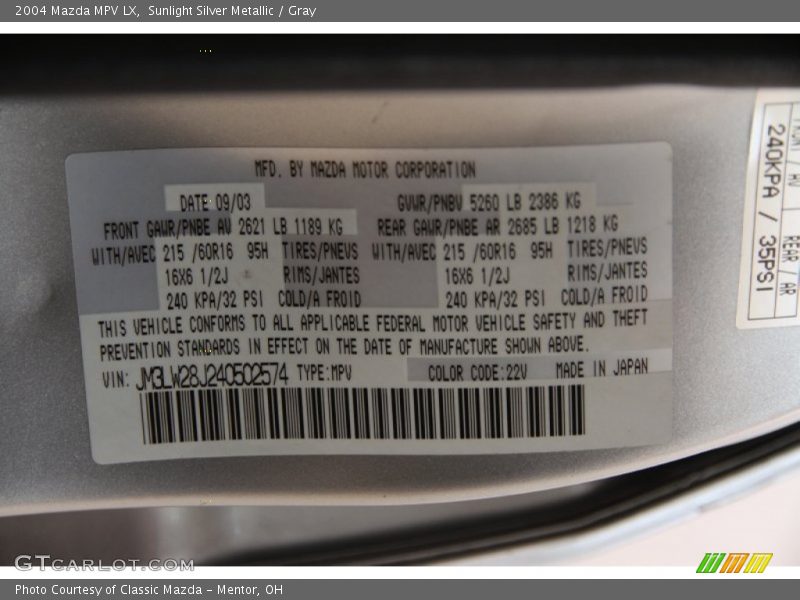 2004 Mazda MPV LX, Sunlight Silver Metallic / Gray
MFD. BY MAZDA MOTOR CORPORATION
DATE 09/03 GVWR/PNBV 5260 LB 2386 KG
FRONT GAWR/PNBE AV 2621 LB 1189 KG REAR GAWR/PNBE AR 2685 LB 1218 KG
WITH/AVEC 215 /60R16 95H TIRES/PNEUS WITH/AVEC 215 /60R16 95H TIRES/PNEUS
16X6 1/2J RIMS/JANTES 16X6 1/2J RIMS/JANTES
240 KPA/32 PSI COLD/A FROID 240 KPA/32 PSI COLD/A FROID
THIS VEHICLE CONFORMS TO ALL APPLICABLE FEDERAL MOTOR VEHICLE SAFETY AND THEFT
PREVENTION STANDARDS IN EFFECT ON THE DATE OF MANUFACTURE SHOWN ABOVE.
VIN: JM3LW28J240502574 TYPE:MPV COLOR CODE:22V MADE IN JAPAN
/ AV
REAR / AR
240KPA / 35PSI
GTCARLOT.COM
Photo Courtesy of Classic Mazda - Mentor, OH